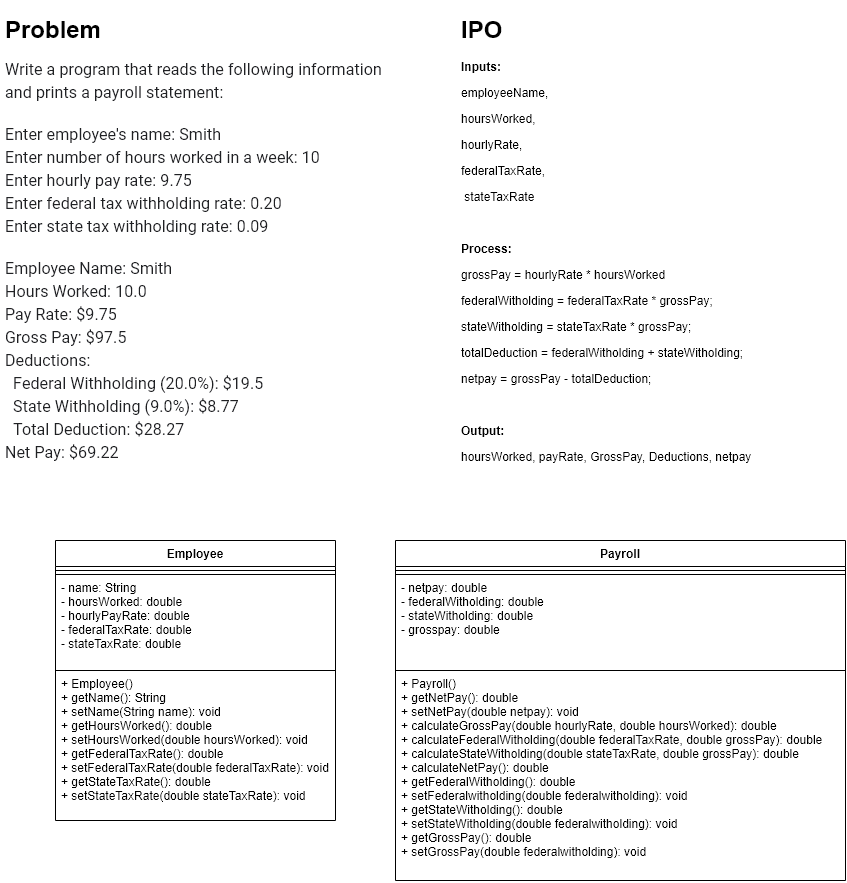 Problem
Write a program that reads the following information
and prints a payroll statement:
Enter employee's name: Smith
Enter number of hours worked in a week: 10
Enter hourly pay rate: 9.75
Enter federal tax withholding rate: 0.20
Enter state tax withholding rate: 0.09
Employee Name: Smith
Hours Worked: 10.0
Pay Rate: $9.75
Gross Pay: $97.5
Deductions:
Federal Withholding (20.0%): $19.5
State Withholding (9.0%): $8.77
Total Deduction: $28.27
Net Pay: $69.22
IPO
Inputs:
employeeName,
hoursWorked,
hourlyRate,
federalTaxRate,
stateTaxRate
Process:
grossPay = hourlyRate * hoursWorked
federalWitholding = federalTaxRate * grossPay;
stateWitholding = stateTaxRate * grossPay;
totalDeduction = federalWitholding + stateWitholding;
netpay = grossPay - totalDeduction;
Output:
hoursWorked, payRate, GrossPay, Deductions, netpay
Employee
- name: String
- hoursWorked: double
- hourlyPayRate: double
- federalTaxRate: double
- stateTaxRate: double
+ Employee()
+ getName(): String
+ setName(String name): void
+ getHoursWorked(): double
+ setHoursWorked(double hoursWorked): void
+ getFederalTaxRate(): double
+ setFederalTaxRate(double federalTaxRate): void
+ getStateTaxRate(): double
+ setStateTaxRate(double stateTaxRate): void
Payroll
- netpay: double
- federalWitholding: double
- stateWitholding: double
- grosspay: double
+ Payroll()
+ getNetPay(): double
+ setNetPay(double netpay): void
+ calculateGrossPay(double hourlyRate, double hoursWorked): double
+ calculateFederalWitholding(double federalTaxRate, double grossPay): double
+ calculateStateWitholding(double stateTaxRate, double grossPay): double
+ calculateNetPay(): double
+ getFederalWitholding(): double
+ setFederalwitholding(double federalwitholding): void
+ getStateWitholding(): double
+ setStateWitholding(double federalwitholding): void
+ getGrossPay(): double
+ setGrossPay(double federalwitholding): void